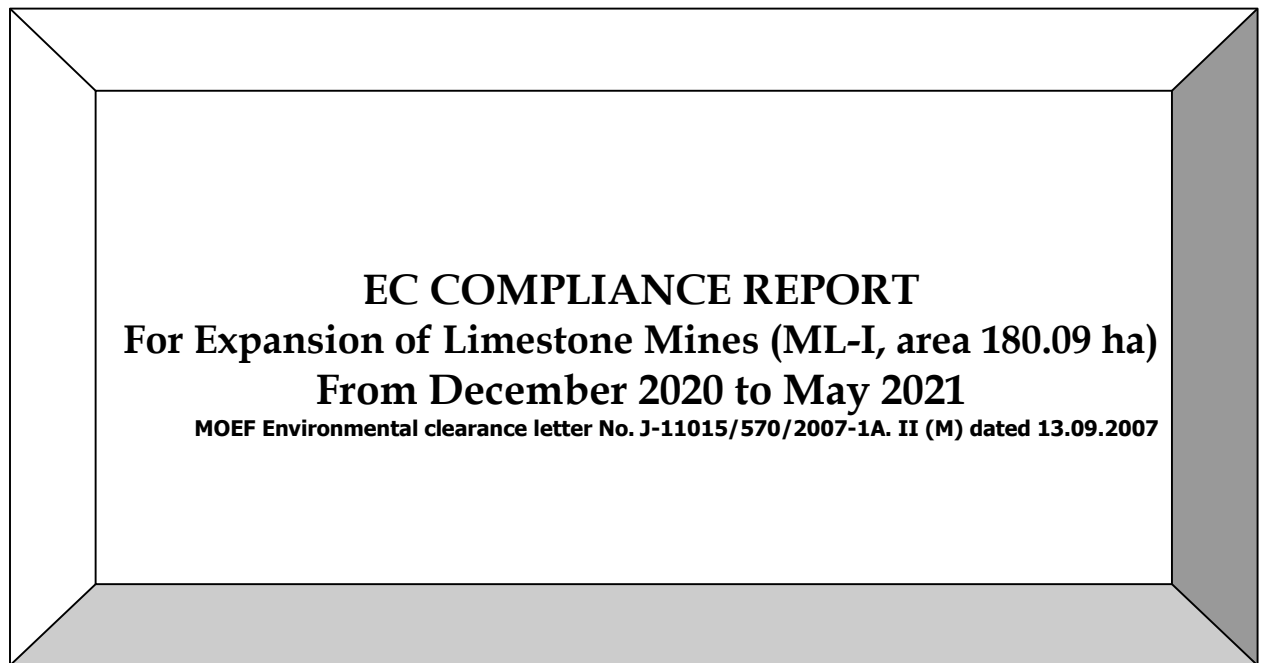 EC COMPLIANCE REPORT
For Expansion of Limestone Mines (ML-I, area 180.09 ha)
From December 2020 to May 2021
MOEF Environmental clearance letter No. J-11015/570/2007-1A. II (M) dated 13.09.2007